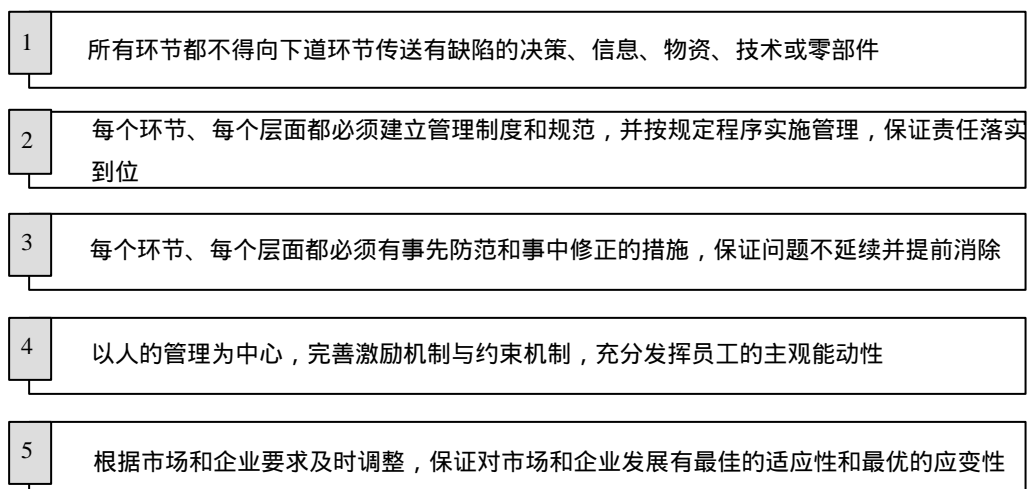 1
所有环节都不得向下道环节传送有缺陷的决策、信息、物资、技术或零部件
2
每个环节、每个层面都必须建立管理制度和规范，并按规定程序实施管理，保证责任落实
到位
3
每个环节、每个层面都必须有事先防范和事中修正的措施，保证问题不延续并提前消除
4
以人的管理为中心，完善激励机制与约束机制，充分发挥员工的主观能动性
5
根据市场和企业要求及时调整，保证对市场和企业发展有最佳的适应性和最优的应变性